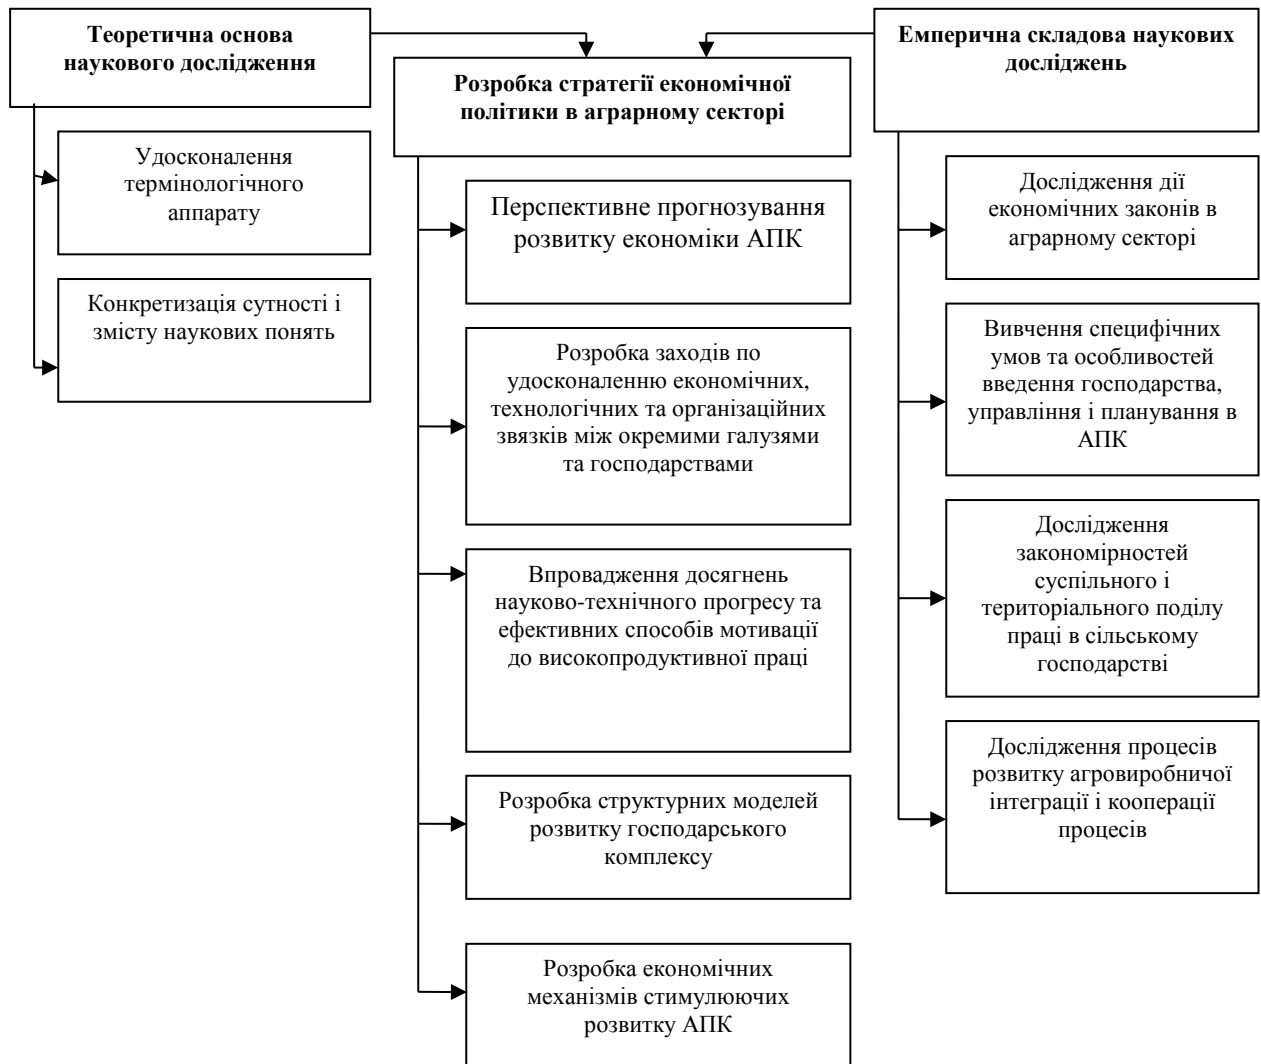 Теоретична основа
наукового дослідження
Удосконалення
термінологічного
аппарату
Конкретизація сутності і
змісту наукових понять
Розробка стратегії економічної
політики в аграрному секторі
Перспективне прогнозування
розвитку економіки АПК
Розробка заходів по
удосконаленню економічних,
технологічних та організаційних
звязків між окремими галузями
та господарствами
Впровадження досягнень
науково-технічного прогресу та
ефективних способів мотивації
до високопродуктивної праці
Розробка структурних моделей
розвитку господарського
комплексу
Розробка економічних
механізмів стимулюючих
розвитку АПК
Емперична складова наукових
досліджень
Дослідження дії
економічних законів в
аграрному секторі
Вивчення специфічних
умов та особливостей
введення господарства,
управління і планування в
АПК
Дослідження
закономірностей
суспільного і
територіального поділу
праці в сільському
господарстві
Дослідження процесів
розвитку агровиробничої
інтеграції і кооперації
процесів